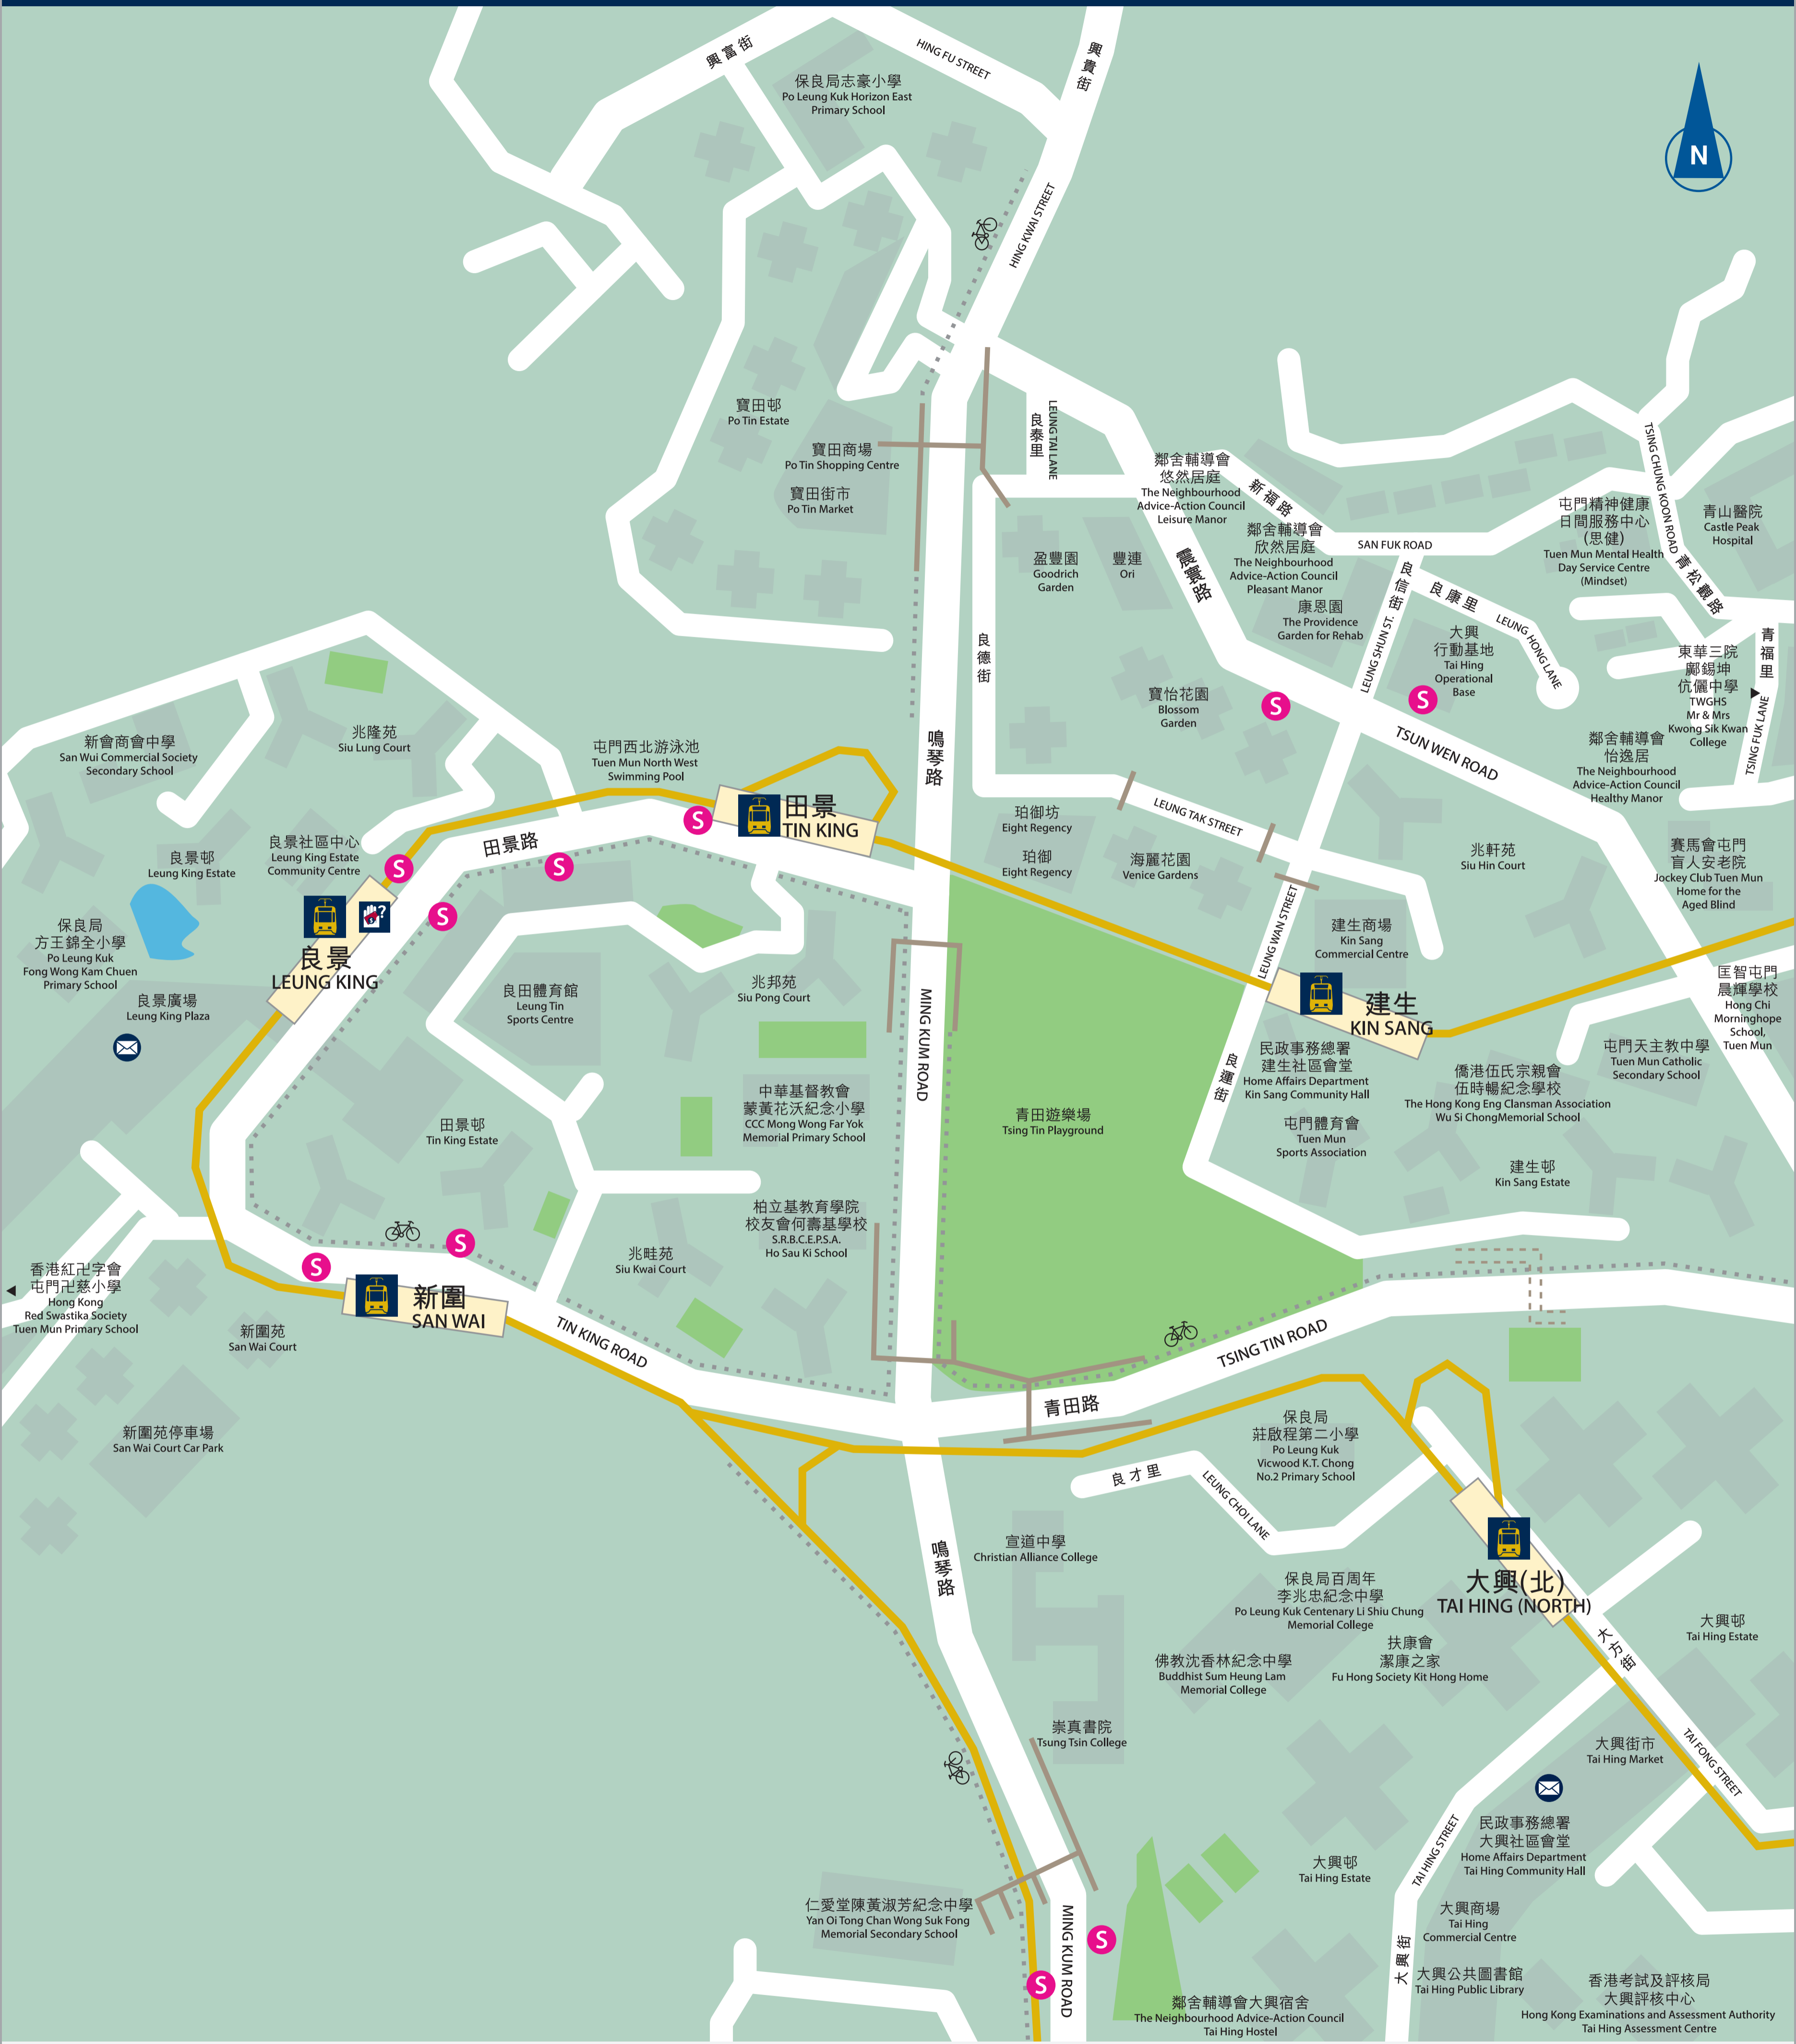 興富街
HING FU STREET
興貴街
保良局志豪小學
Po Leung Kuk Horizon East
Primary School
N
HING KWAI STREET
寶田邨
Po Tin Estate
寶田商場
Po Tin Shopping Centre
寶田街市
Po Tin Market
良泰里
LEUNG TAI LANE
鄰舍輔導會
悠然居庭
The Neighbourhood
Advice-Action Council
Leisure Manor
新福路
SAN FUK ROAD
鄰舍輔導會
欣然居庭
The Neighbourhood
Advice-Action Council
Pleasant Manor
康恩園
The Providence
Garden for Rehab
屯門精神健康
日間服務中心
(思健)
Tuen Mun Mental Health
Day Service Centre
(Mindset)
TSING CHUNG KOON ROAD
青松觀路
青山醫院
Castle Peak
Hospital
盈豐園
Goodrich
Garden
豐連
Ori
震寰路
良信街
LEUNG SHUN ST.
良康里
LEUNG HONG LANE
大興
行動基地
Tai Hing
Operational
Base
良德街
青福里
TSING FUK LANE
東華三院
鄺錫坤
伉儷中學
TWGHS
Mr & Mrs
Kwong Sik Kwan
College
寶怡花園
Blossom
Garden
S
S
TSUN WEN ROAD
鄰舍輔導會
怡逸居
The Neighbourhood
Advice-Action Council
Healthy Manor
新會商會中學
San Wui Commercial Society
Secondary School
兆隆苑
Siu Lung Court
屯門西北游泳池
Tuen Mun North West
Swimming Pool
鳴琴路
S
田景
TIN KING
田景路
S
珀御坊
Eight Regency
珀御
Eight Regency
LEUNG TAK STREET
海麗花園
Venice Gardens
兆軒苑
Siu Hin Court
賽馬會屯門
盲人安老院
Jockey Club Tuen Mun
Home for the
Aged Blind
良景邨
Leung King Estate
良景社區中心
Leung King Estate
Community Centre
S
S
?
良景
LEUNG KING
保良局
方王錦全小學
Po Leung Kuk
Fong Wong Kam Chuen
Primary School
良景廣場
Leung King Plaza
良田體育館
Leung Tin
Sports Centre
兆邦苑
Siu Pong Court
MING KUM ROAD
LEUNG WAN STREET
建生商場
Kin Sang
Commercial Centre
建生
KIN SANG
匡智屯門
晨輝學校
Hong Chi
Morninghope
School,
Tuen Mun
屯門天主教中學
Tuen Mun Catholic
Secondary School
良運街
民政事務總署
建生社區會堂
Home Affairs Department
Kin Sang Community Hall
僑港伍氏宗親會
伍時暢紀念學校
The Hong Kong Eng Clansman Association
Wu Si ChongMemorial School
屯門體育會
Tuen Mun
Sports Association
建生邨
Kin Sang Estate
中華基督教會
蒙黃花沃紀念小學
CCC Mong Wong Far Yok
Memorial Primary School
青田遊樂場
Tsing Tin Playground
田景邨
Tin King Estate
柏立基教育學院
校友會何壽基學校
S.R.B.C.E.P.S.A.
Ho Sau Ki School
兆畦苑
Siu Kwai Court
S
S
香港紅卍字會
屯門卍慈小學
Hong Kong
Red Swastika Society
Tuen Mun Primary School
新圍
SAN WAI
新圍苑
San Wai Court
TIN KING ROAD
TSING TIN ROAD
青田路
新圍苑停車場
San Wai Court Car Park
保良局
莊啟程第二小學
Po Leung Kuk
Vicwood K.T. Chong
No.2 Primary School
良才里
LEUNG CHOI LANE
鳴琴路
宣道中學
Christian Alliance College
保良局百周年
李兆忠紀念中學
Po Leung Kuk Centenary Li Shiu Chung
Memorial College
大興(北)
TAI HING (NORTH)
大方街
大興邨
Tai Hing Estate
佛教沈香林紀念中學
Buddhist Sum Heung Lam
Memorial College
扶康會
潔康之家
Fu Hong Society Kit Hong Home
崇真書院
Tsung Tsin College
大興街市
Tai Hing Market
TAI FONG STREET
民政事務總署
大興社區會堂
Home Affairs Department
Tai Hing Community Hall
大興邨
Tai Hing Estate
TAI HING STREET
仁愛堂陳黃淑芳紀念中學
Yan Oi Tong Chan Wong Suk Fong
Memorial Secondary School
MING KUM ROAD
S
S
大興商場
Tai Hing
Commercial Centre
大興街
大興公共圖書館
Tai Hing Public Library
香港考試及評核局
大興評核中心
Hong Kong Examinations and Assessment Authority
Tai Hing Assessment Centre
鄰舍輔導會大興宿舍
The Neighbourhood Advice-Action Council
Tai Hing Hostel